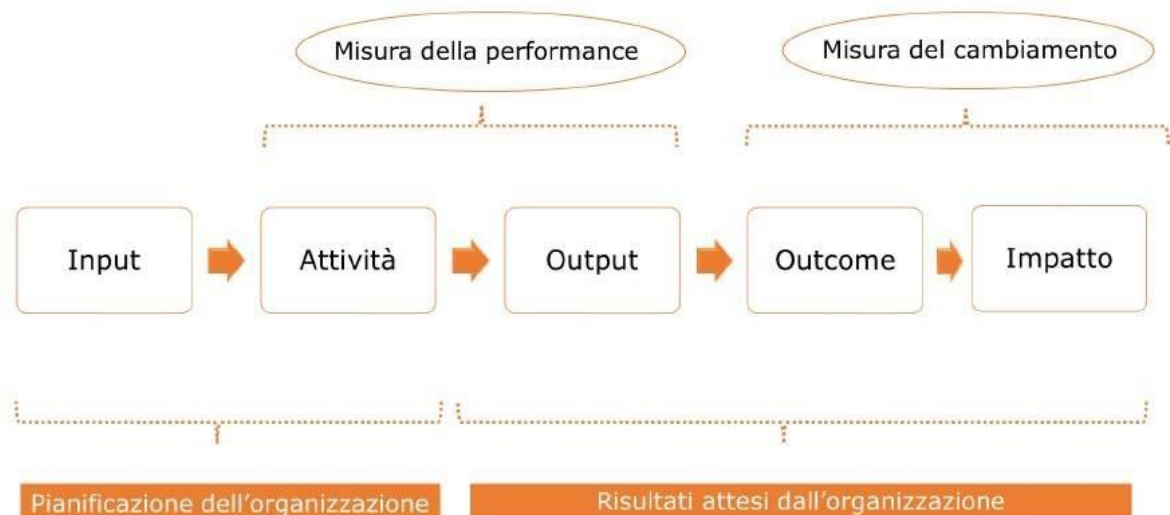 Misura della performance
Misura del cambiamento
Input
Attività
Output
Outcome
Impatto
Pianificazione dell'organizzazione
Risultati attesi dall'organizzazione